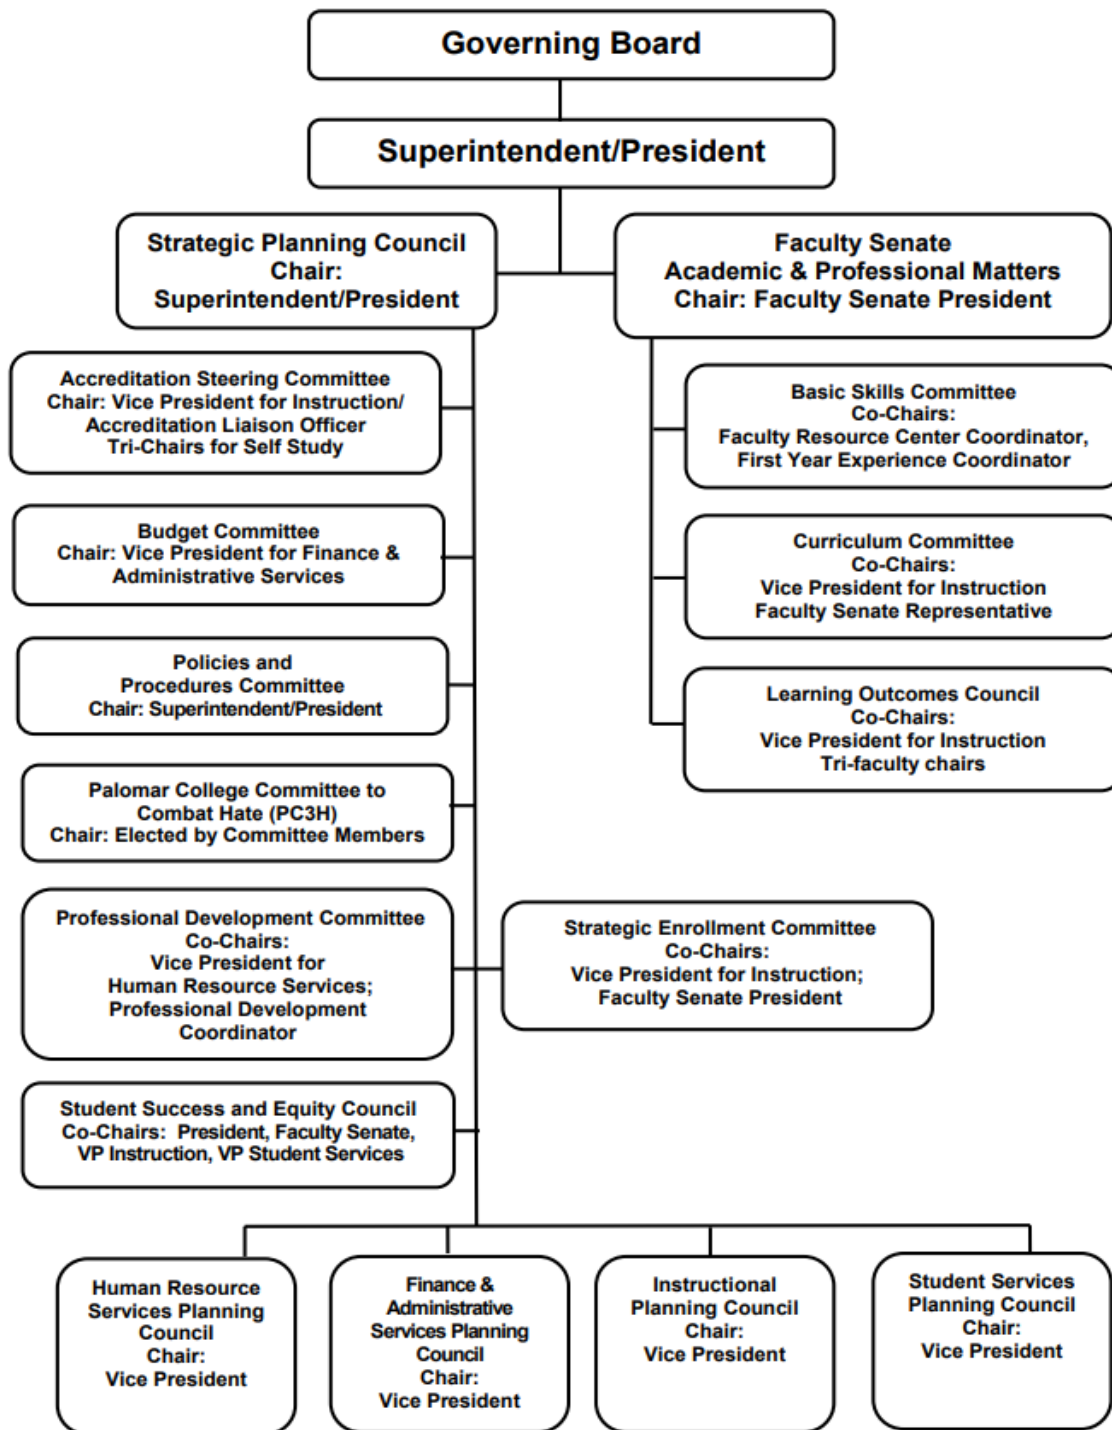 Governing Board
Superintendent/President
Strategic Planning Council
Chair:
Superintendent/President
Faculty Senate
Academic & Professional Matters
Chair: Faculty Senate President
Accreditation Steering Committee
Chair: Vice President for Instruction/
Accreditation Liaison Officer
Tri-Chairs for Self Study
Basic Skills Committee
Co-Chairs:
Faculty Resource Center Coordinator,
First Year Experience Coordinator
Budget Committee
Chair: Vice President for Finance &
Administrative Services
Curriculum Committee
Co-Chairs:
Vice President for Instruction
Faculty Senate Representative
Policies and
Procedures Committee
Chair: Superintendent/President
Learning Outcomes Council
Co-Chairs:
Vice President for Instruction
Tri-faculty chairs
Palomar College Committee to
Combat Hate (PC3H)
Chair: Elected by Committee Members
Professional Development Committee
Co-Chairs:
Vice President for
Human Resource Services;
Professional Development
Coordinator
Strategic Enrollment Committee
Co-Chairs:
Vice President for Instruction;
Faculty Senate President
Student Success and Equity Council
Co-Chairs: President, Faculty Senate,
VP Instruction, VP Student Services
Human Resource
Services Planning
Council
Chair:
Vice President
Finance &
Administrative
Services Planning
Council
Chair:
Vice President
Instructional
Planning Council
Chair:
Vice President
Student Services
Planning Council
Chair:
Vice President